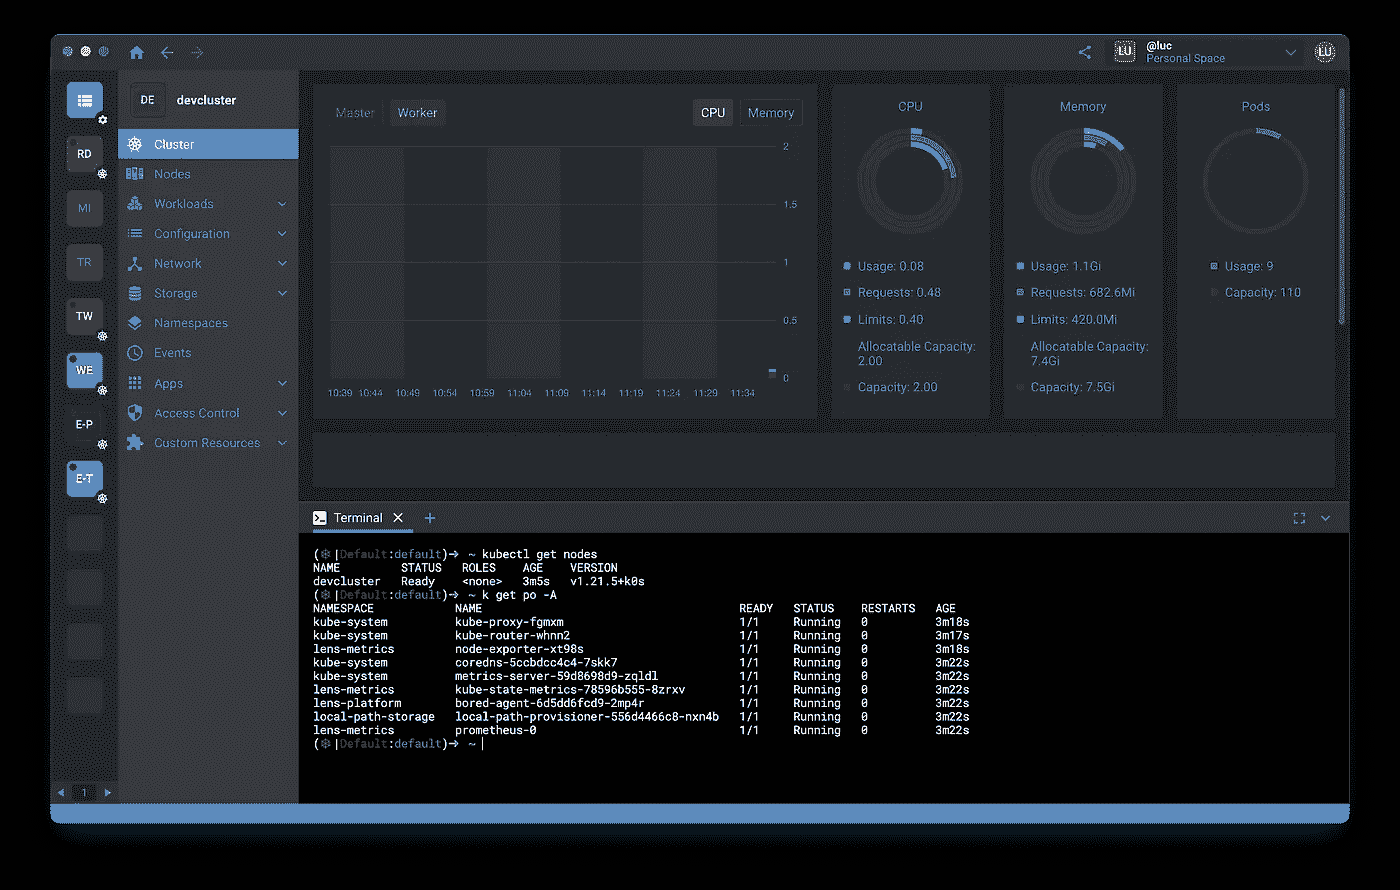 @luc
LU
Personal Space
LU
DE devcluster
RD
MI
TR
TW
WE
E-P
E-T
1
Cluster
Nodes
Workloads
Configuration
Network
Storage
Namespaces
Events
Apps
Access Control
Custom Resources
Master Worker CPU Memory
2
1.5
1
0.5
0
10:39 10:44 10:49 10:54 10:59 11:04 11:09 11:14 11:19 11:24 11:29 11:34
CPU
Usage: 0.08
Requests: 0.48
Limits: 0.40
Allocatable Capacity:
2.00
Capacity: 2.00
Memory
Usage: 1.1Gi
Requests: 682.6Mi
Limits: 420.0Mi
Allocatable Capacity:
7.4Gi
Capacity: 7.5Gi
Pods
Usage: 9
Capacity: 110
Terminal
(⎈|Default:default)➔ ~ kubectl get nodes
NAME STATUS ROLES AGE VERSION
devcluster Ready <none> 3m5s v1.21.5+k0s
(⎈|Default:default)➔ ~ k get po -A
NAMESPACE NAME READY STATUS RESTARTS AGE
kube-system kube-proxy-fgmxm 1/1 Running 0 3m18s
kube-system kube-router-whnn2 1/1 Running 0 3m17s
lens-metrics node-exporter-xt98s 1/1 Running 0 3m18s
kube-system coredns-5ccbdcc4c4-7skk7 1/1 Running 0 3m22s
kube-system metrics-server-59d8698d9-zqldl 1/1 Running 0 3m22s
lens-metrics kube-state-metrics-78596b555-8zrxv 1/1 Running 0 3m22s
lens-platform bored-agent-6d5dd6fcd9-2mp4r 1/1 Running 0 3m22s
local-path-storage local-path-provisioner-556d4466c8-nxn4b 1/1 Running 0 3m22s
lens-metrics prometheus-0 1/1 Running 0 3m22s
(⎈|Default:default)➔ ~